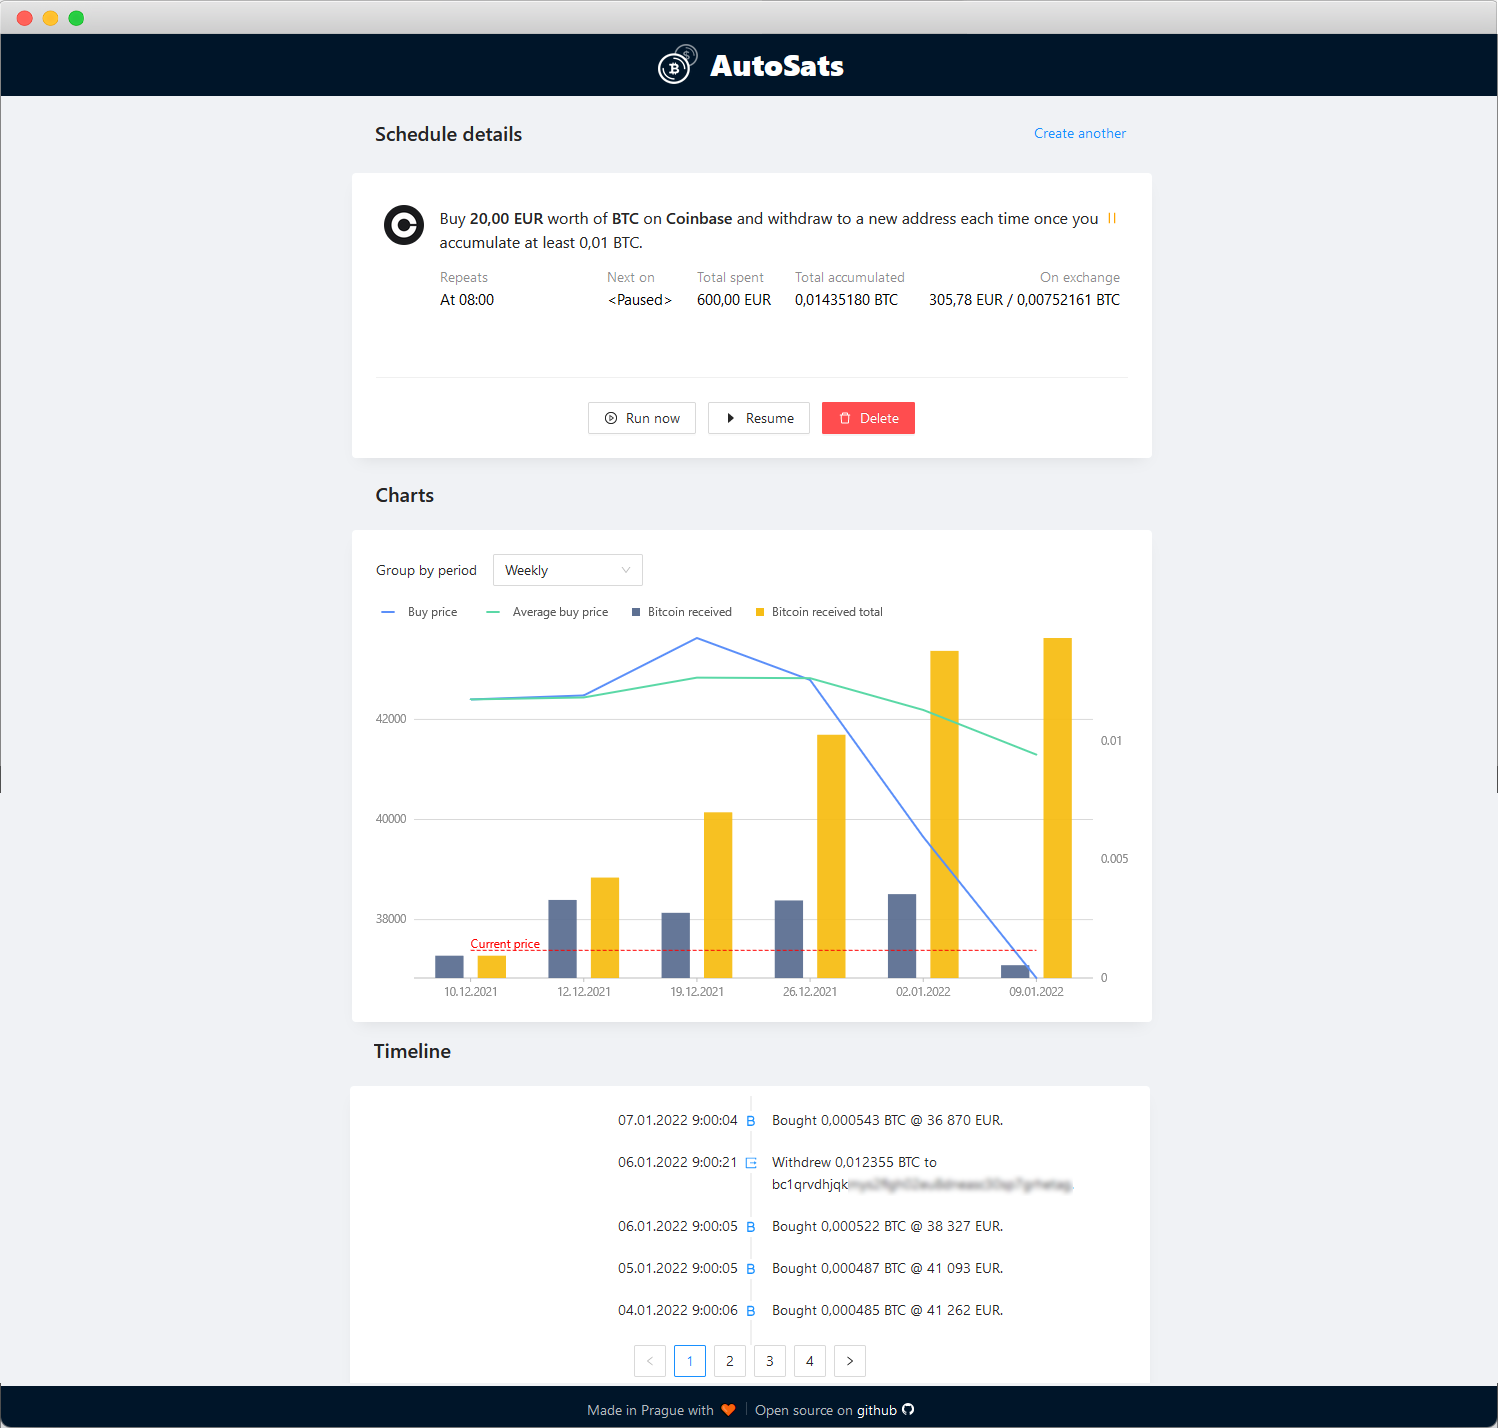 AutoSats
Schedule details
Create another
Buy 20,00 EUR worth of BTC on Coinbase and withdraw to a new address each time once you
accumulate at least 0,01 BTC.
Repeats Next on Total spent Total accumulated On exchange
At 08:00 <Paused> 600,00 EUR 0,01435180 BTC 305,78 EUR / 0,00752161 BTC
Run now Resume Delete
Charts
Group by period Weekly
Buy price Average buy price Bitcoin received Bitcoin received total
42000
0.01
40000
0.005
38000
Current price
0
10.12.2021 12.12.2021 19.12.2021 26.12.2021 02.01.2022 09.01.2022
Timeline
07.01.2022 9:00:04 Bought 0,000543 BTC @ 36 870 EUR.
06.01.2022 9:00:21 Withdrew 0,012355 BTC to
bc1qrvdhjqk
06.01.2022 9:00:05 Bought 0,000522 BTC @ 38 327 EUR.
05.01.2022 9:00:05 Bought 0,000487 BTC @ 41 093 EUR.
04.01.2022 9:00:06 Bought 0,000485 BTC @ 41 262 EUR.
< 1 2 3 4 >
Made in Prague with | Open source on github